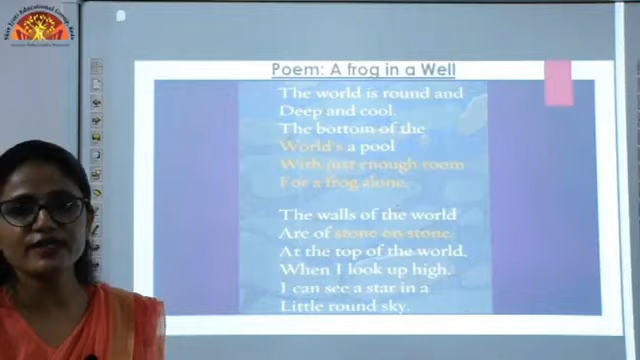 Poem: A frog in a Well
The world is round and
Deep and cool.
The bottom of the
World's a pool
With just enough room
For a frog alone.
The walls of the world
Are of stone on stone.
At the top of the world.
When I look up high.
I can see a star in a
Little round sky.